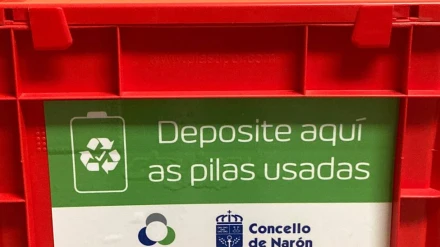 Deposite aquí
as pilas usadas
Concello
de Narón